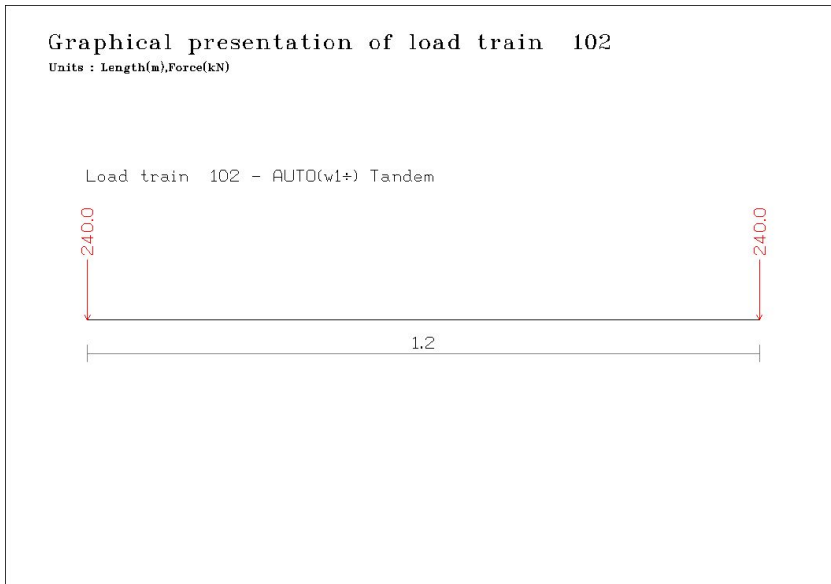 Graphical presentation of load train 102
Units : Length(m),Force(kN)
Load train 102 - AUTO(w1÷) Tandem
240.0
240.0
1.2